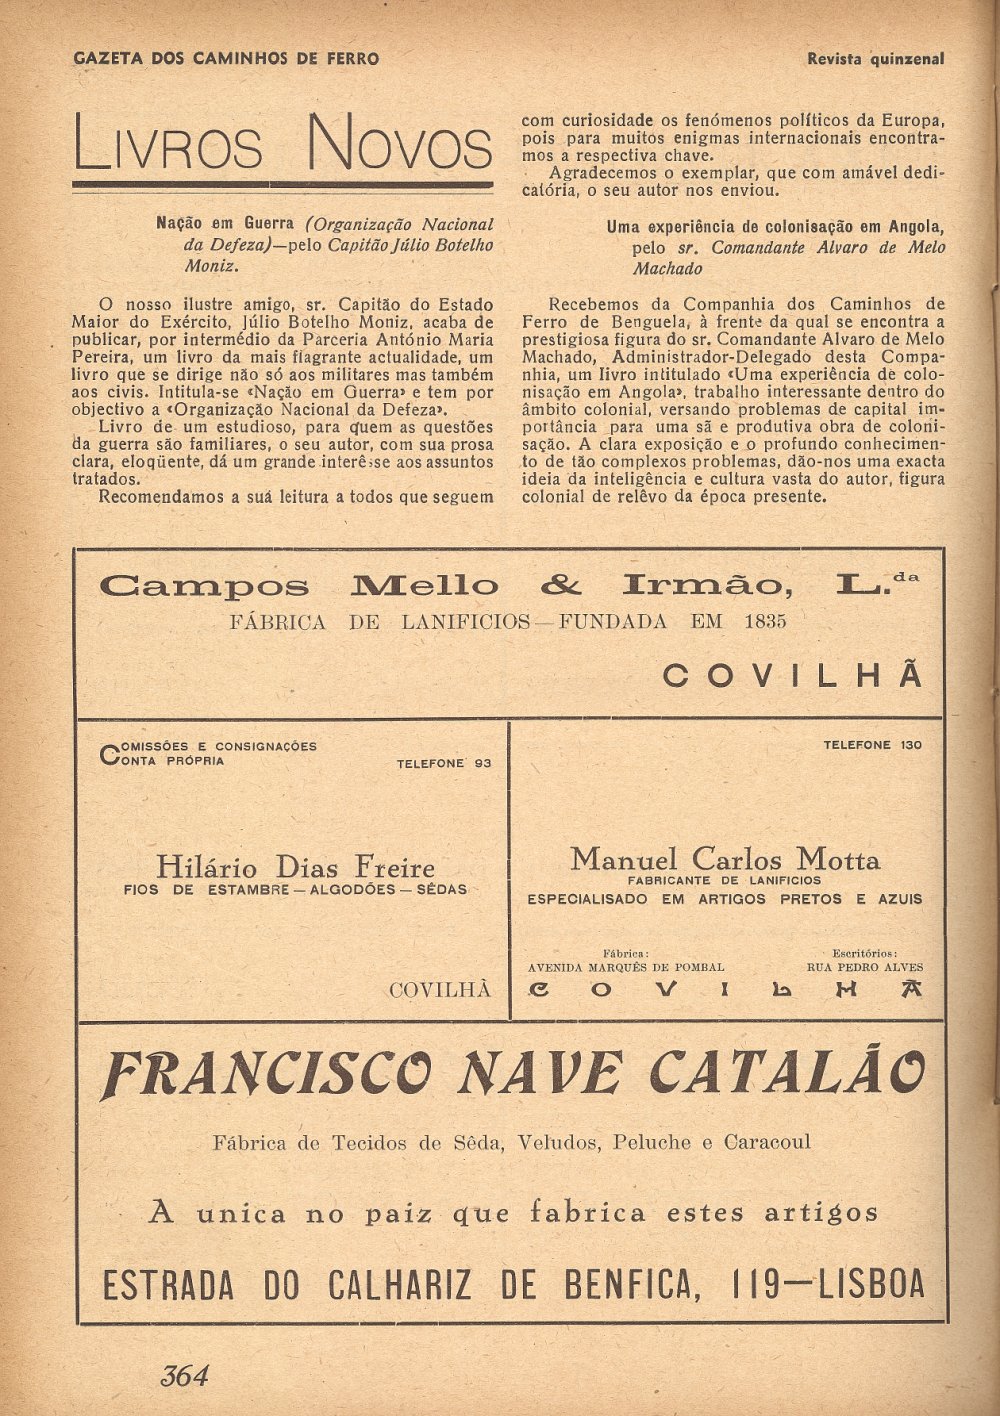 GAZETA DOS CAMINHOS DE FERRO
Revista quinzenal
LIVROS NOVOS
Nação em Guerra (Organização Nacional
da Defeza)—pelo Capitão Júlio Botelho
Moniz.
O nosso ilustre amigo, sr. Capitão do Estado
Maior do Exército, Júlio Botelho Moniz, acaba de
publicar, por intermédio da Parceria António Maria
Pereira, um livro da mais flagrante actualidade, um
livro que se dirige não só aos militares mas também
aos civis. Intitula-se «Nação em Guerra» e tem por
objectivo a «Organização Nacional da Defeza».
Livro de um estudioso, para quem as questões
da guerra são familiares, o seu autor, com sua prosa
clara, eloqüente, dá um grande interêsse aos assuntos
tratados.
Recomendamos a suá leitura a todos que seguem
com curiosidade os fenómenos políticos da Europa,
pois para muitos enigmas internacionais encontra-
mos a respectiva chave.
Agradecemos o exemplar, que com amável dedi-
catória, o seu autor nos enviou.
Uma experiência de colonisação em Angola,
pelo sr. Comandante Alvaro de Melo
Machado
Recebemos da Companhia dos Caminhos de
Ferro de Benguela, à frente da qual se encontra a
prestigiosa figura do sr. Comandante Alvaro de Melo
Machado, Administrador-Delegado desta Compa-
nhia, um livro intitulado «Uma experiência de colo-
nisação em Angola», trabalho interessante dentro do
âmbito colonial, versando problemas de capital im-
portância para uma sã e produtiva obra de coloni-
sação. A clara exposição e o profundo conhecimen-
to de tão complexos problemas, dão-nos uma exacta
ideia da inteligência e cultura vasta do autor, figura
colonial de relêvo da época presente.
Campos Mello & Irmão, L.da
FÁBRICA DE LANIFICIOS—FUNDADA EM 1835
COVILHÃ
COMISSÕES E CONSIGNAÇÕES
CONTA PRÓPRIA
TELEFONE 93
Hilário Dias Freire
FIOS DE ESTAMBRE — ALGODÕES — SÊDAS
COVILHÃ
TELEFONE 130
Manuel Carlos Motta
FABRICANTE DE LANIFICIOS
ESPECIALISADO EM ARTIGOS PRETOS E AZUIS
Fábrica:
AVENIDA MARQUÊS DE POMBAL
Escritórios:
RUA PEDRO ALVES
COVILHÃ
FRANCISCO NAVE CATALÃO
Fábrica de Tecidos de Sêda, Veludos, Peluche e Caracoul
A unica no paiz que fabrica estes artigos
ESTRADA DO CALHARIZ DE BENFICA, 119—LISBOA
364